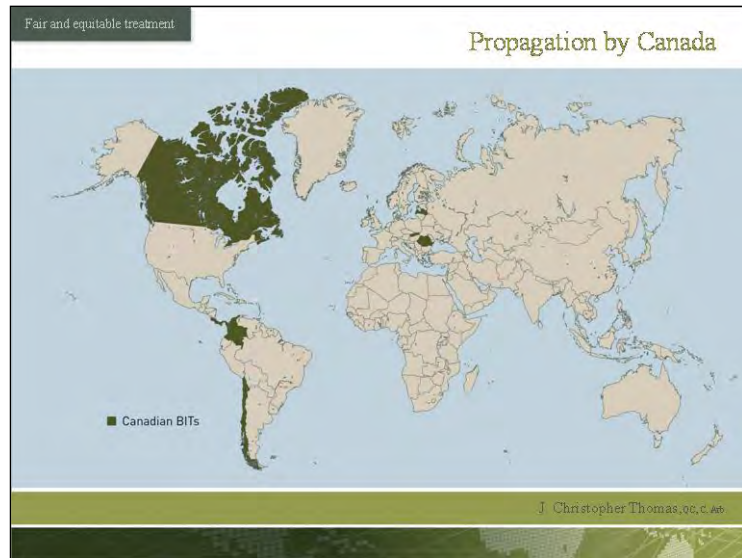 Fair and equitable treatment
Propagation by Canada
Canadian BITs
J. Christopher Thomas, QC, C. Arb